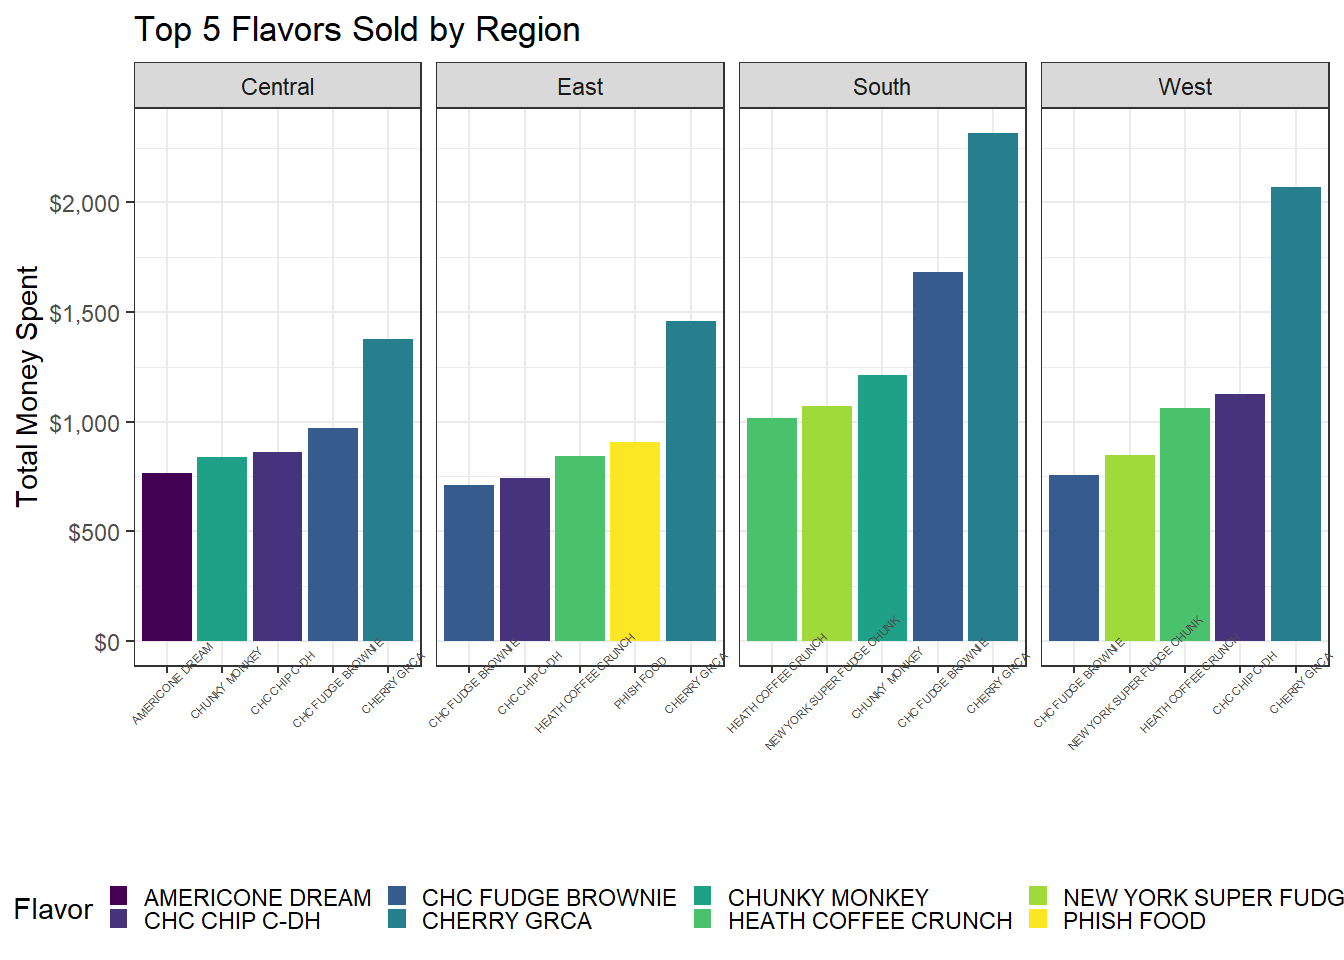 Top 5 Flavors Sold by Region
Central
East
South
West
Total Money Spent
$2,000
$1,500
$1,000
$500
$0
AMERICONE DREAM
CHUNKY MONKEY
CHC CHIP C-DH
CHC FUDGE BROWNIE
CHERRY GRCA
CHC FUDGE BROWNIE
CHC CHIP C-DH
HEATH COFFEE CRUNCH
PHISH FOOD
CHERRY GRCA
HEATH COFFEE CRUNCH
NEW YORK SUPER FUDGE CHUNK
CHUNKY MONKEY
CHC FUDGE BROWNIE
CHERRY GRCA
CHC FUDGE BROWNIE
NEW YORK SUPER FUDGE CHUNK
HEATH COFFEE CRUNCH
CHC CHIP C-DH
CHERRY GRCA
Flavor
AMERICONE DREAM
CHC CHIP C-DH
CHC FUDGE BROWNIE
CHERRY GRCA
CHUNKY MONKEY
HEATH COFFEE CRUNCH
NEW YORK SUPER FUDG
PHISH FOOD